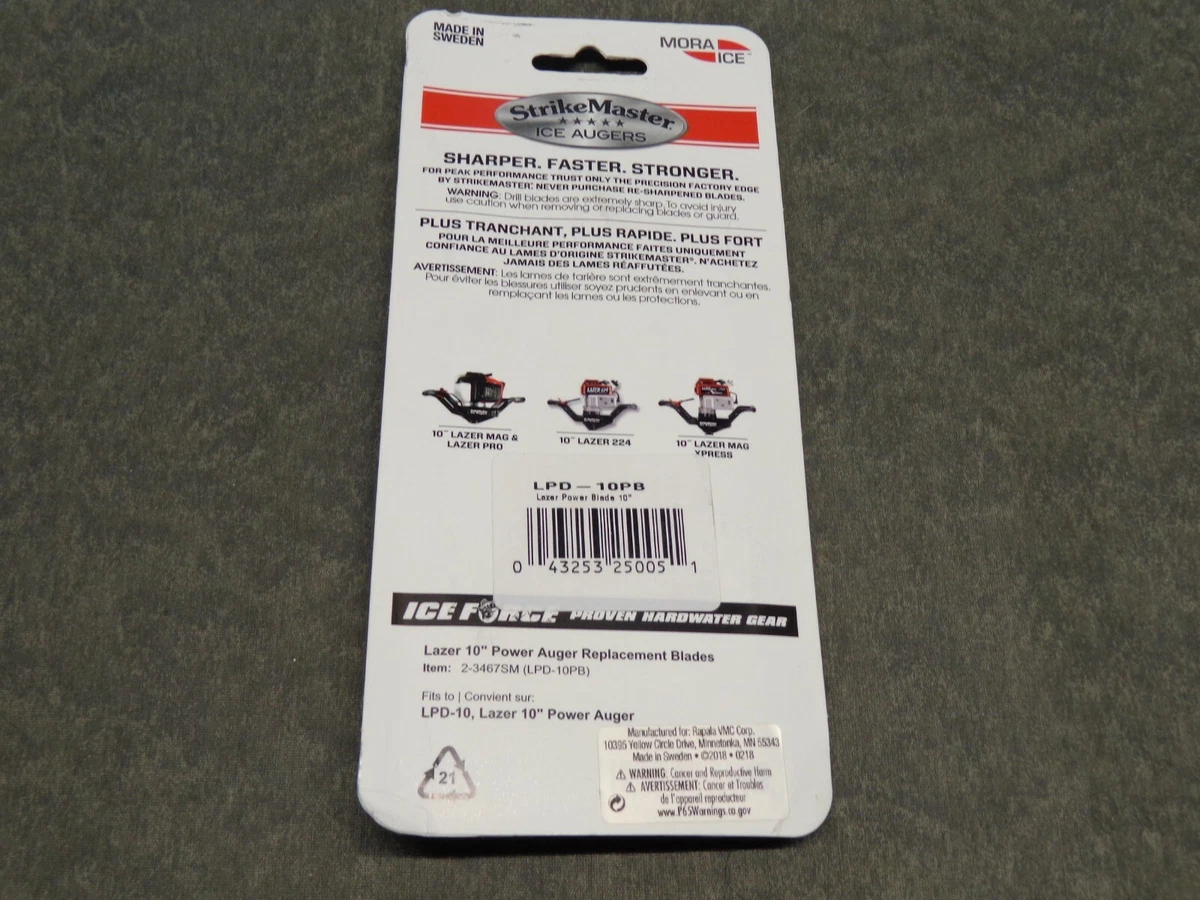 MADE IN
SWEDEN
MORA
ICE™
StrikeMaster
ICE AUGERS
SHARPER. FASTER. STRONGER.
FOR PEAK PERFORMANCE TRUST ONLY THE PRECISION FACTORY EDGE
BY STRIKEMASTER. NEVER PURCHASE RE-SHARPENED BLADES.
WARNING: Drill blades are extremely sharp. To avoid injury
use caution when removing or replacing blades or guard.
PLUS TRANCHANT, PLUS RAPIDE. PLUS FORT
POUR LA MEILLEURE PERFORMANCE FAITES UNIQUEMENT
CONFIANCE AU LAMES D'ORIGINE STRIKEMASTER®. N'ACHETEZ
JAMAIS DES LAMES RÉAFFUTÉES.
AVERTISSEMENT: Les lames de tarière sont extrêmement tranchantes.
Pour éviter les blessures utiliser soyez prudents en enlevant ou en
remplaçant les lames ou les protections.
10" LAZER MAG &
LAZER PRO
10" LAZER 224
10" LAZER MAG
XPRESS
LPD-10PB
Lazer Power Blade 10"
0 43253 25005 1
ICE FORCE PROVEN HARDWATER GEAR
Lazer 10" Power Auger Replacement Blades
Item: 2-3467SM (LPD-10PB)
Fits to | Convient sur:
LPD-10, Lazer 10" Power Auger
21
Manufactured for: Rapala VMC Corp.
10395 Yellow Circle Drive, Minnetonka, MN 55343
Made in Sweden • ©2018 • 0218
⚠ WARNING: Cancer and Reproductive Harm
⚠ AVERTISSEMENT: Cancer et Troubles
de l'appareil reproducteur
www.P65Warnings.ca.gov